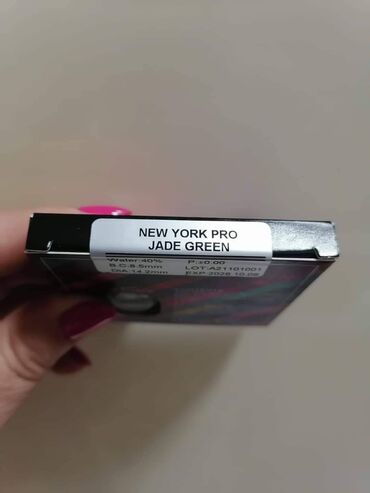 NEW YORK PRO
JADE GREEN
Water:40% P:±0.00
B.C:8.5mm LOT:A21101001
DIA:14.2mm EXP:2026.10.08